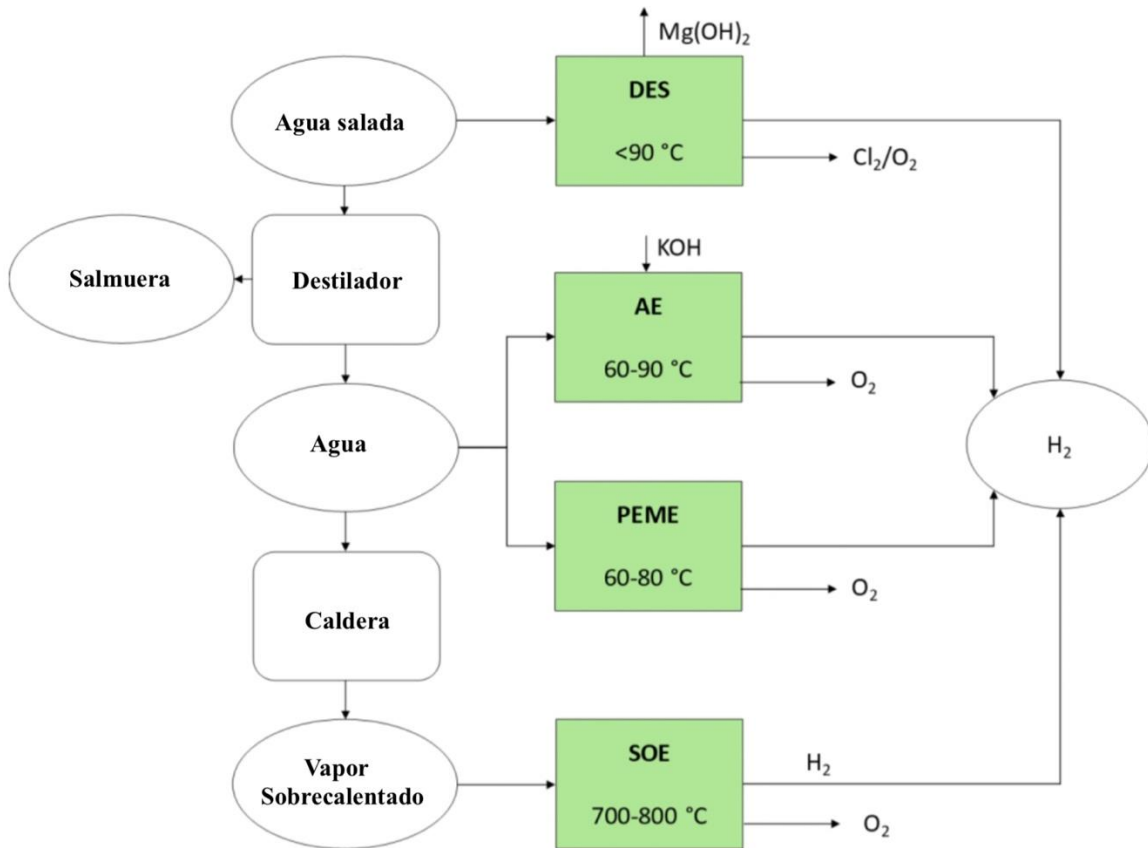 Mg(OH)₂
DES
<90 °C
Agua salada
Cl₂/O₂
KOH
Salmuera
Destilador
AE
60-90 °C
O₂
Agua
H₂
PEME
60-80 °C
O₂
Caldera
SOE
700-800 °C
H₂
O₂
Vapor
Sobrecalentado